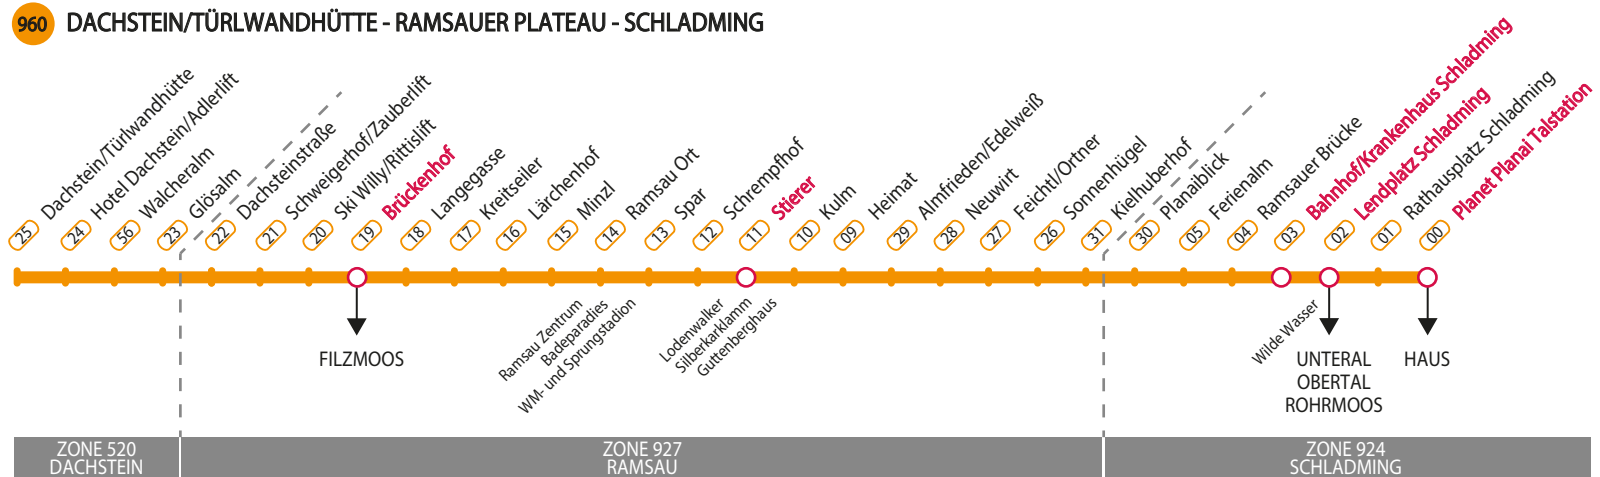 960 DACHSTEIN/TÜRLWANDHÜTTE - RAMSAUER PLATEAU - SCHLADMING
25 Dachstein/Türlwandhütte
24 Hotel Dachstein/Adlerlift
56 Walcheralm
23 Glösalm
22 Dachsteinstraße
21 Schweigerhof/Zauberlift
20 Ski Willy/Rittislift
19 Brückenhof
18 Langegasse
17 Kreitseiler
16 Lärchenhof
15 Minzl
14 Ramsau Ort
13 Spar
12 Schrempfhof
11 Stierer
10 Kulm
09 Heimat
29 Almfrieden/Edelweiß
28 Neuwirt
27 Feichtl/Ortner
26 Sonnenhügel
31 Kielhuberhof
30 Planaiblick
05 Ferienalm
04 Ramsauer Brücke
03 Bahnhof/Krankenhaus Schladming
02 Lendplatz Schladming
01 Rathausplatz Schladming
00 Planet Planai Talstation
FILZMOOS
Ramsau Zentrum
Badeparadies
WM- und Sprungstadion
Lodenwalker
Silberkarklamm
Guttenberghaus
Wilde Wasser
UNTERAL
OBERTAL
ROHRMOOS
HAUS
ZONE 520
DACHSTEIN
ZONE 927
RAMSAU
ZONE 924
SCHLADMING